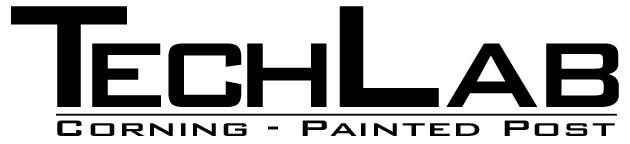 TECHLAB
CORNING - PAINTED POST